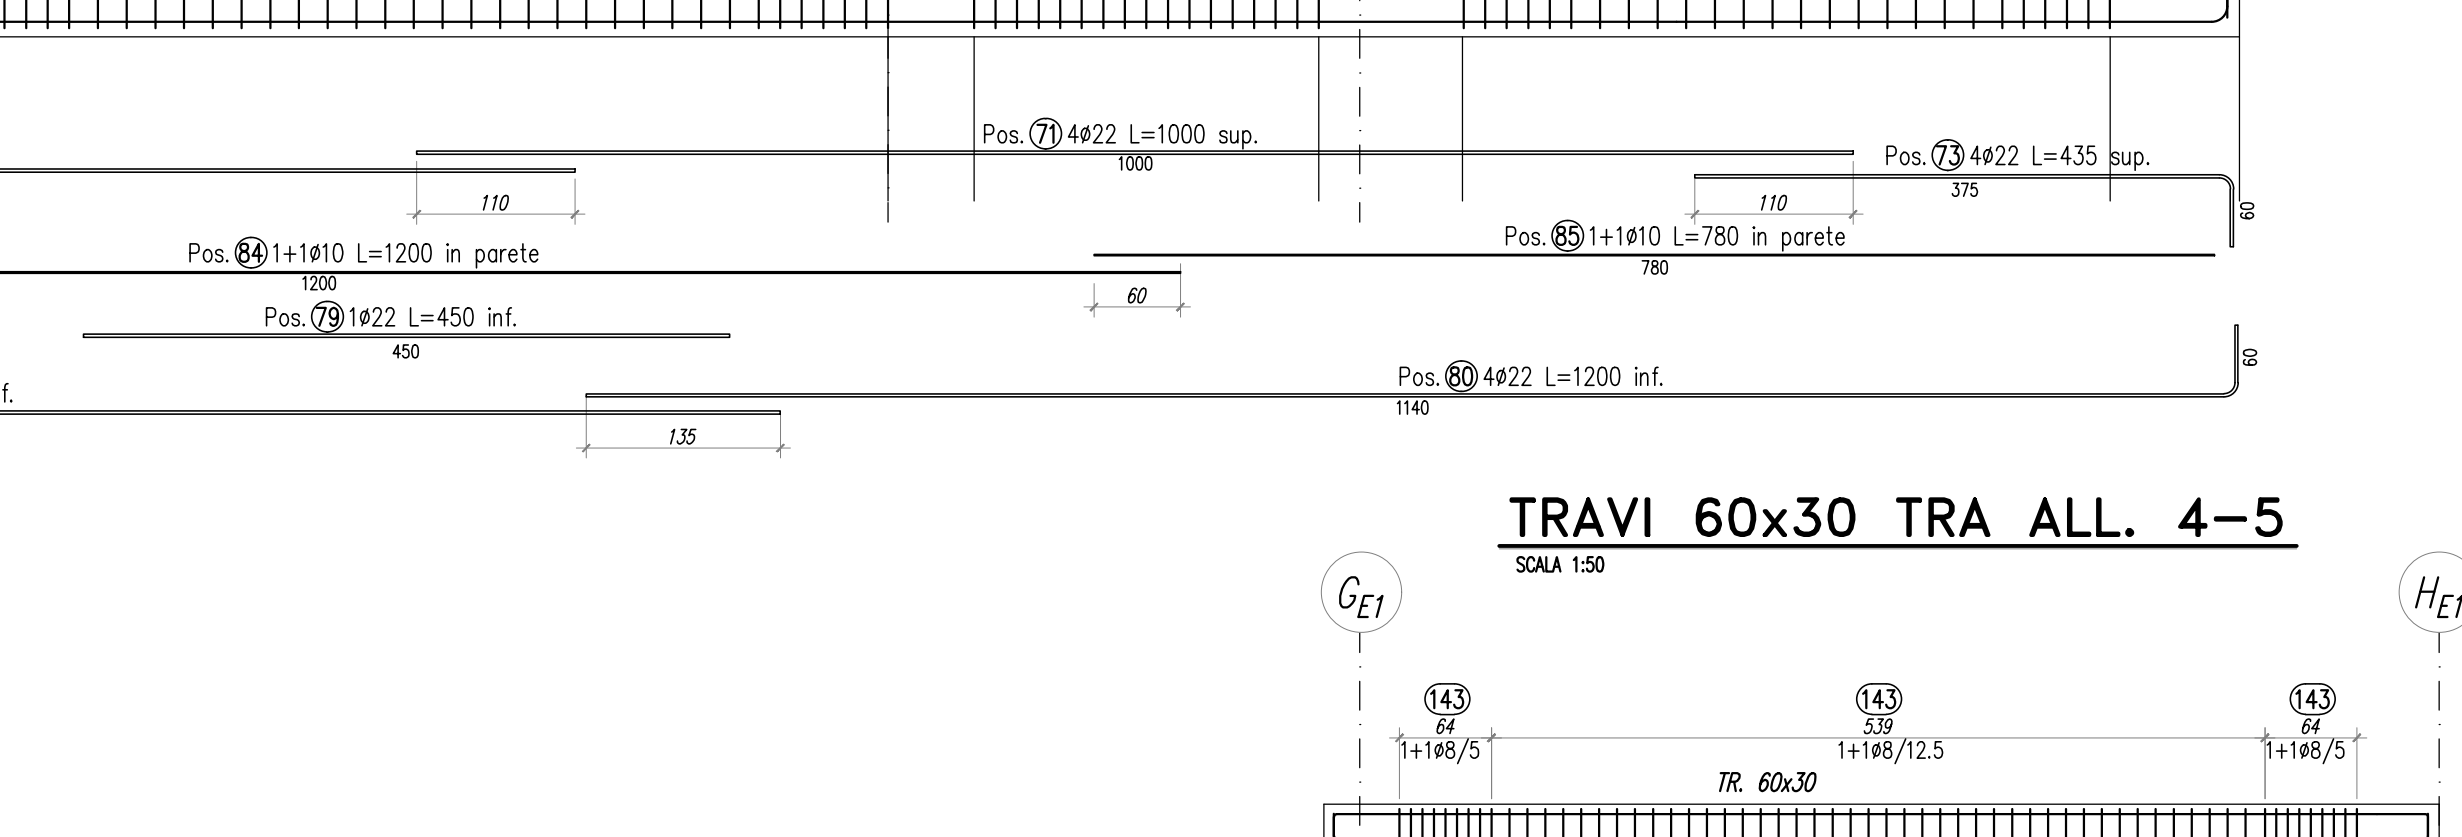 Pos. 71 4ø22 L=1000 sup.
1000
Pos. 73 4ø22 L=435 sup.
375
60
110
110
Pos. 84 1+1ø10 L=1200 in parete
1200
Pos. 85 1+1ø10 L=780 in parete
780
60
Pos. 79 1ø22 L=450 inf.
450
60
f.
Pos. 80 4ø22 L=1200 inf.
1140
135
TRAVI 60x30 TRA ALL. 4-5
SCALA 1:50
GE1
HE1
143
143
143
64
539
64
1+1ø8/5
1+1ø8/12.5
1+1ø8/5
TR. 60x30